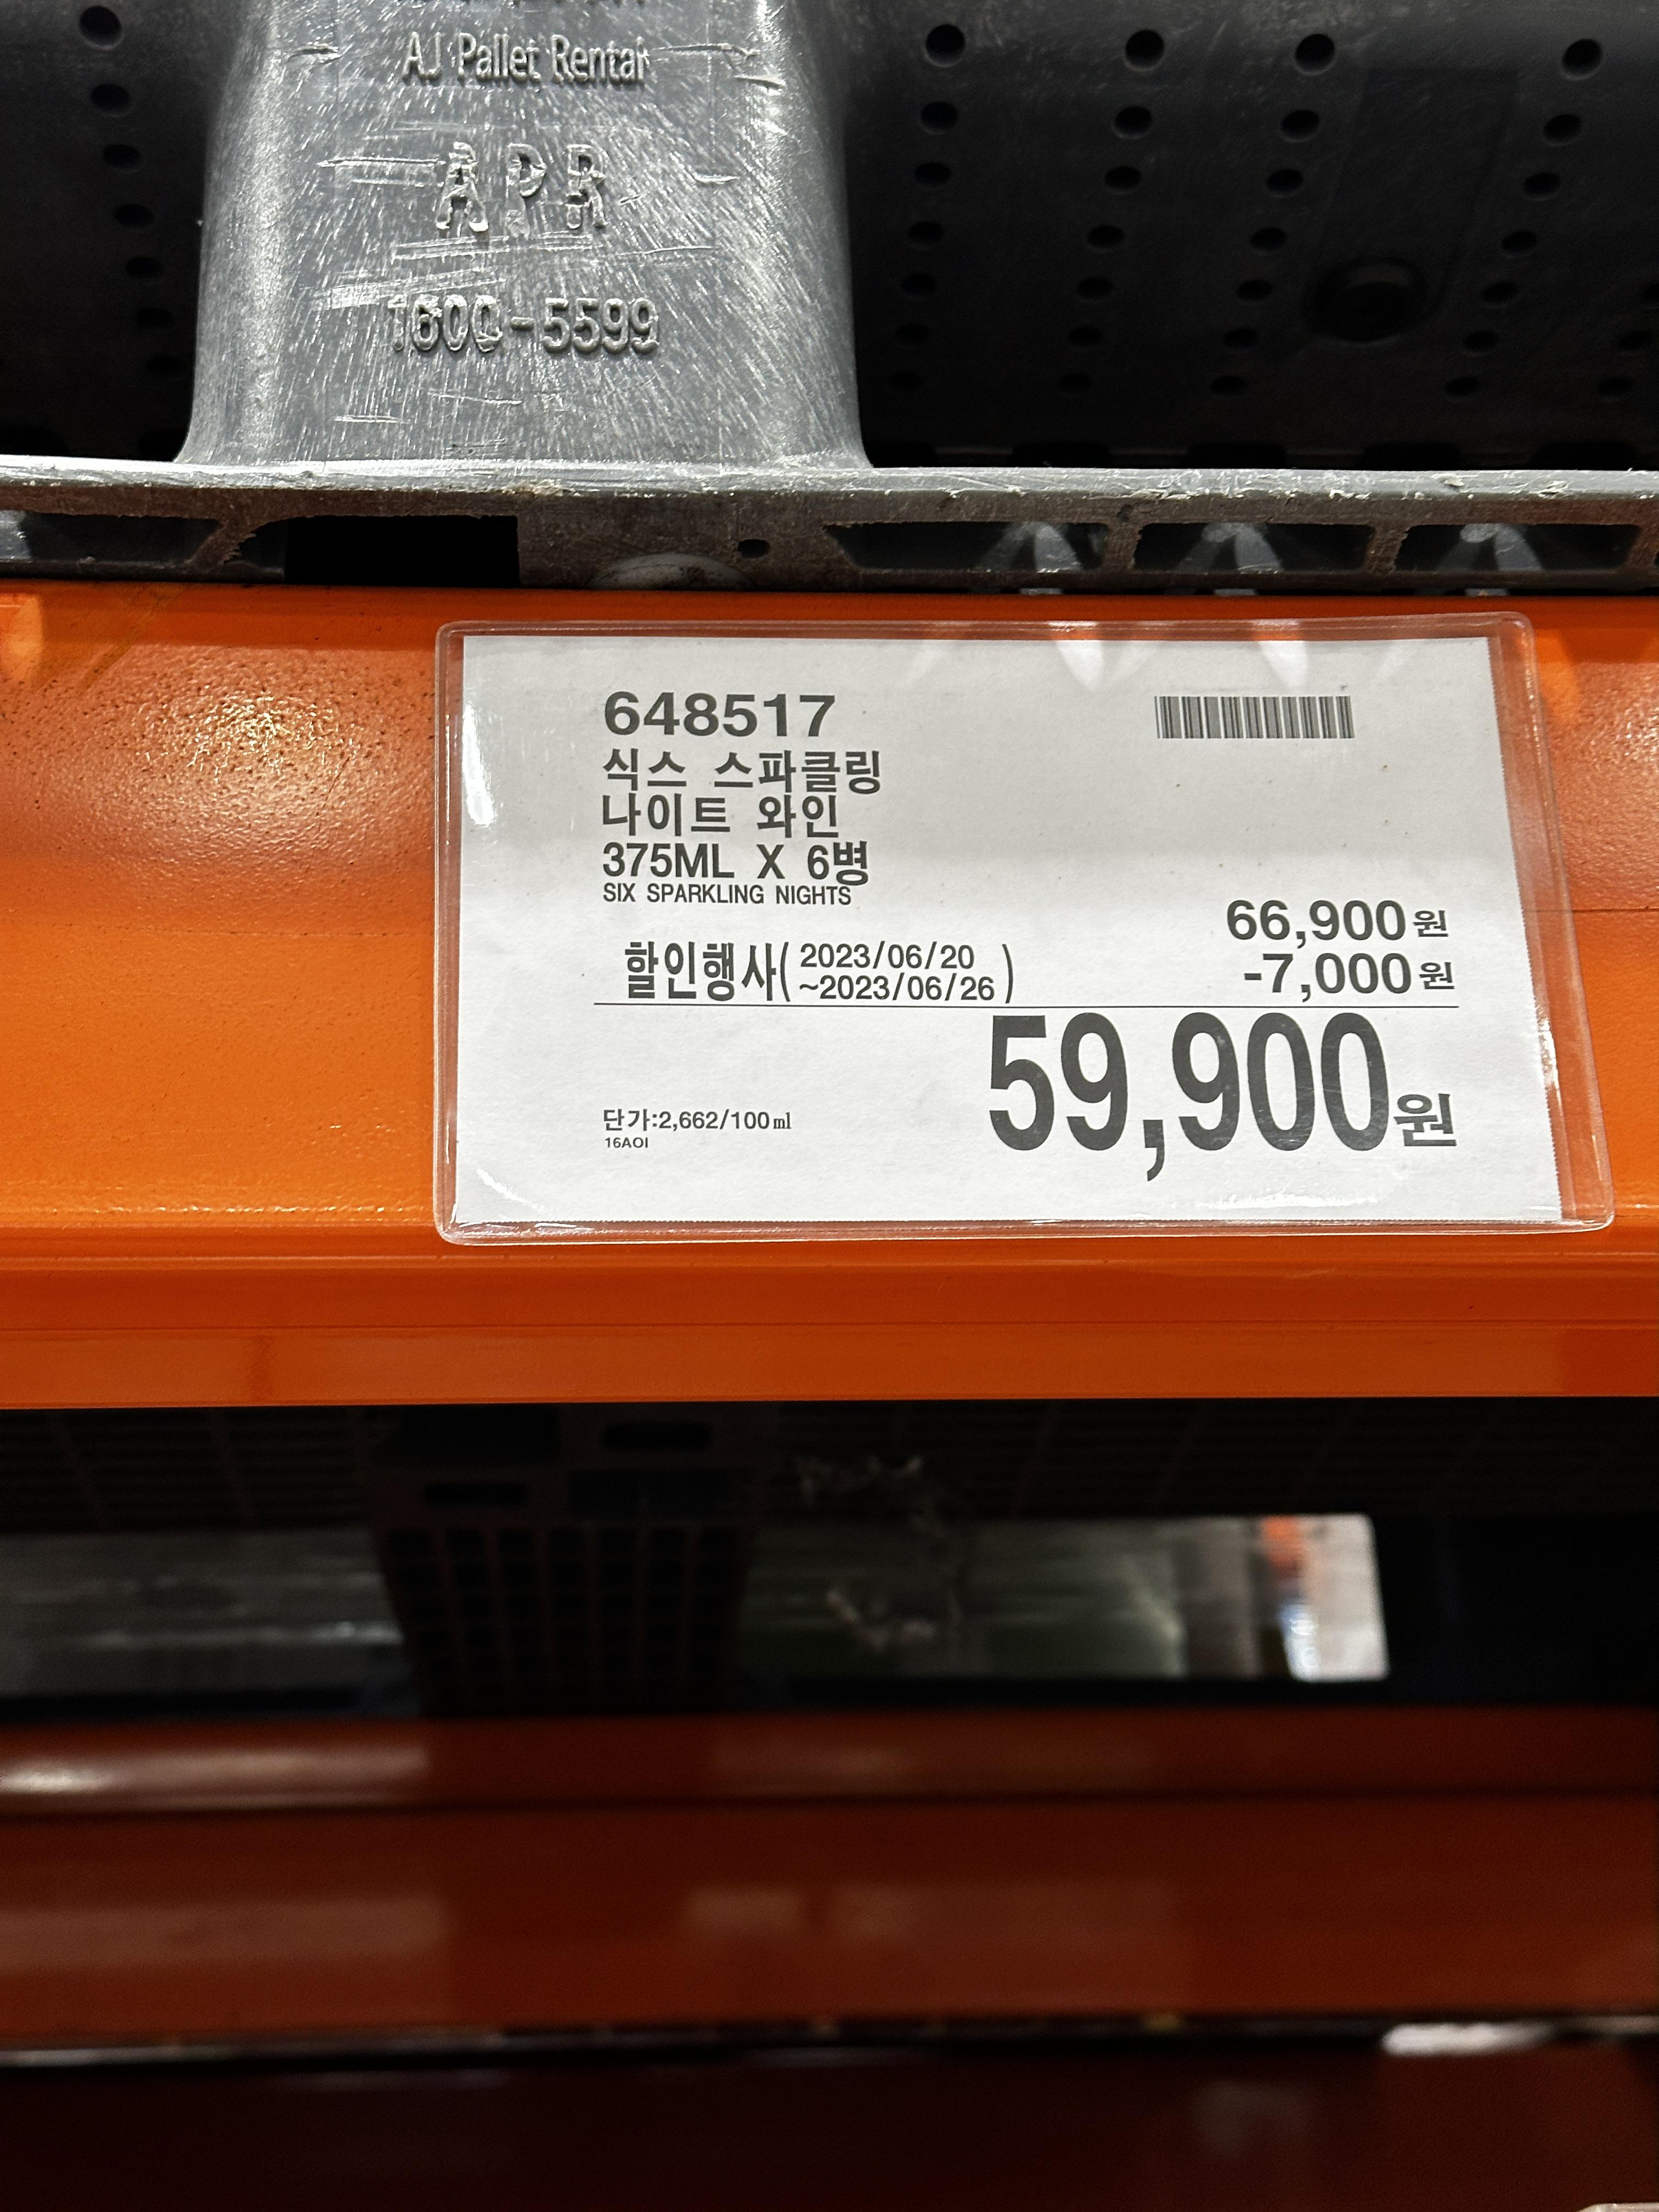 AJ Pallet Rental
APR
1600-5599
648517
식스 스파클링
나이트 와인
375ML X 6병
SIX SPARKLING NIGHTS
66,900원
할인행사( 2023/06/20 ~2023/06/26 ) -7,000원
59,900원
단가:2,662/100㎖
16AOI